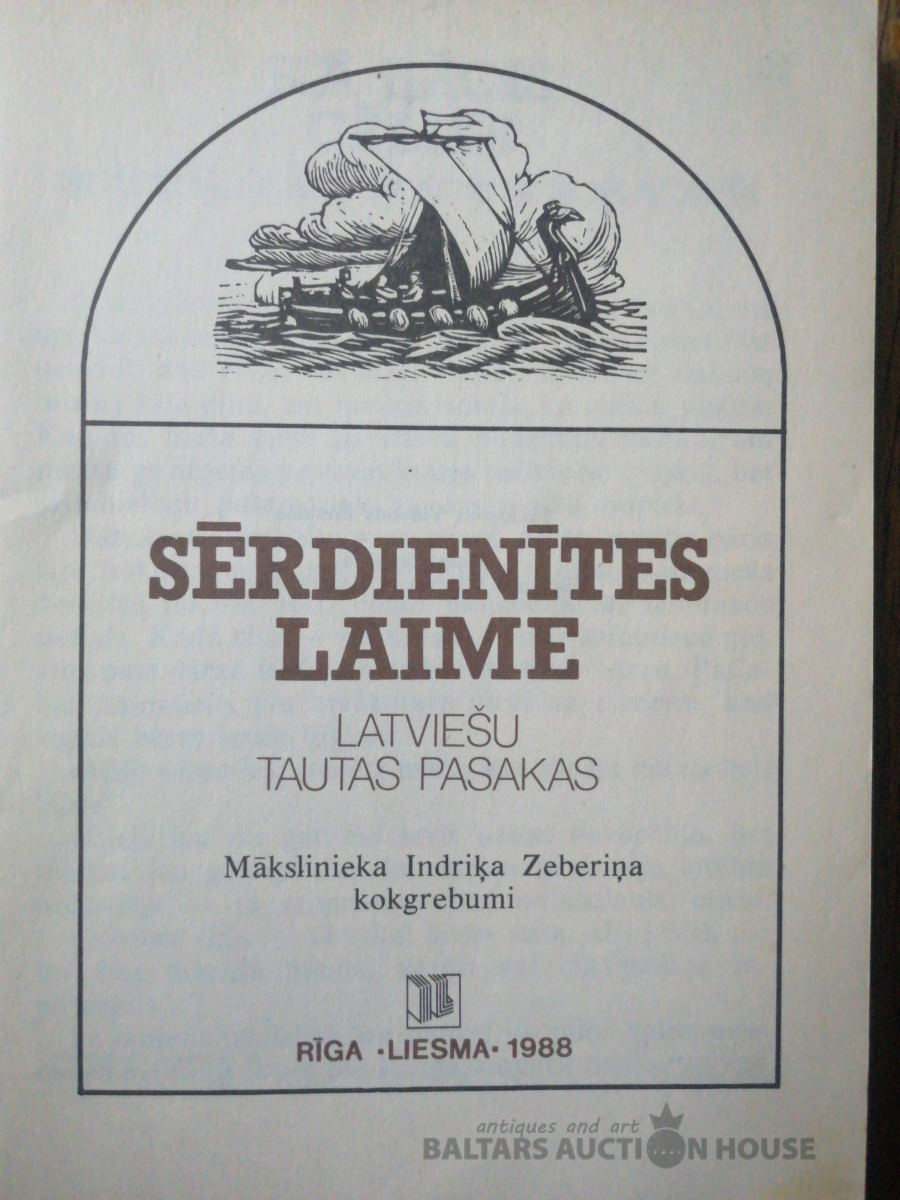 SĒRDIENĪTES
LAIME
LATVIEŠU
TAUTAS PASAKAS
Mākslinieka Indriķa Zeberiņa
kokgrebumi
RĪGA · LIESMA · 1988
antiques and art
BALTARS AUCTION HOUSE